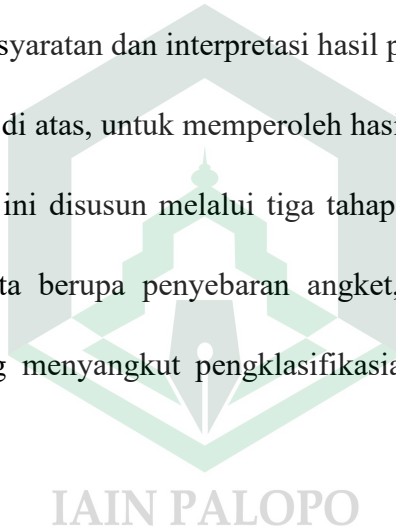 syaratan dan interpretasi hasil p
di atas, untuk memperoleh hasi
ini disusun melalui tiga tahap
ta berupa penyebaran angket,
menyangkut pengklasifikasia
IAIN PALOPO